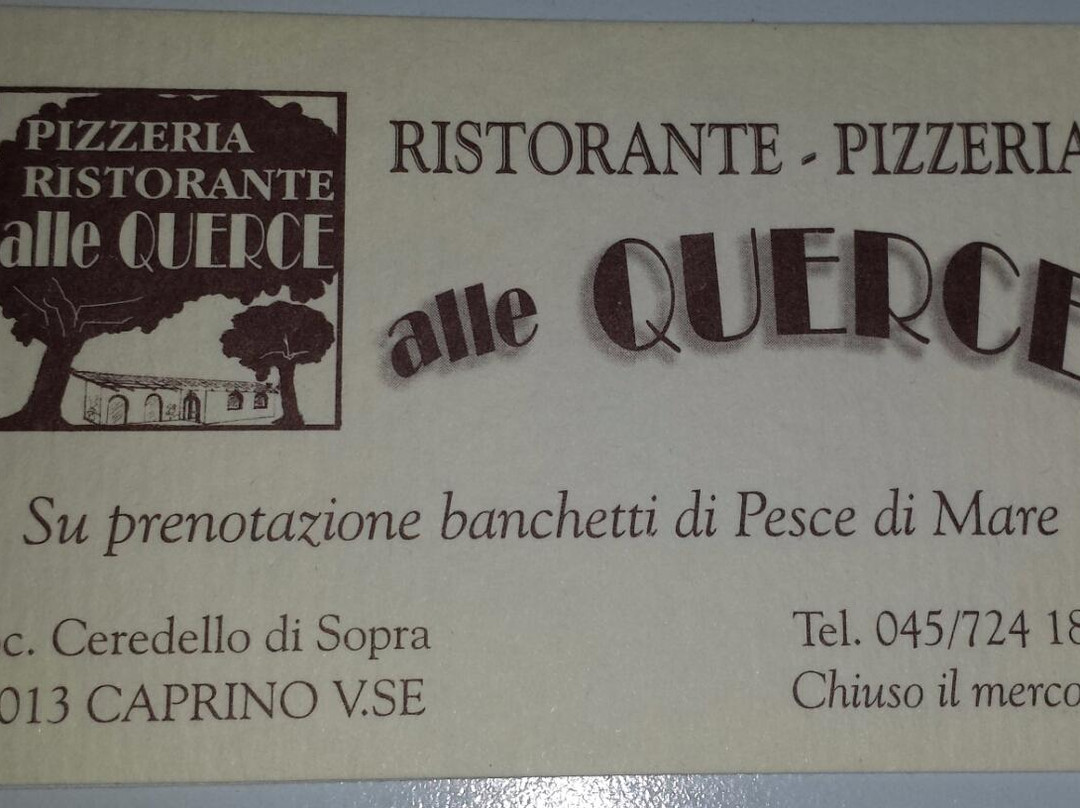 PIZZERIA
RISTORANTE
alle QUERCE
RISTORANTE - PIZZERIA
alle QUERCE
Su prenotazione banchetti di Pesce di Mare
c. Ceredello di Sopra
013 CAPRINO V.SE
Tel. 045/724 18
Chiuso il merco